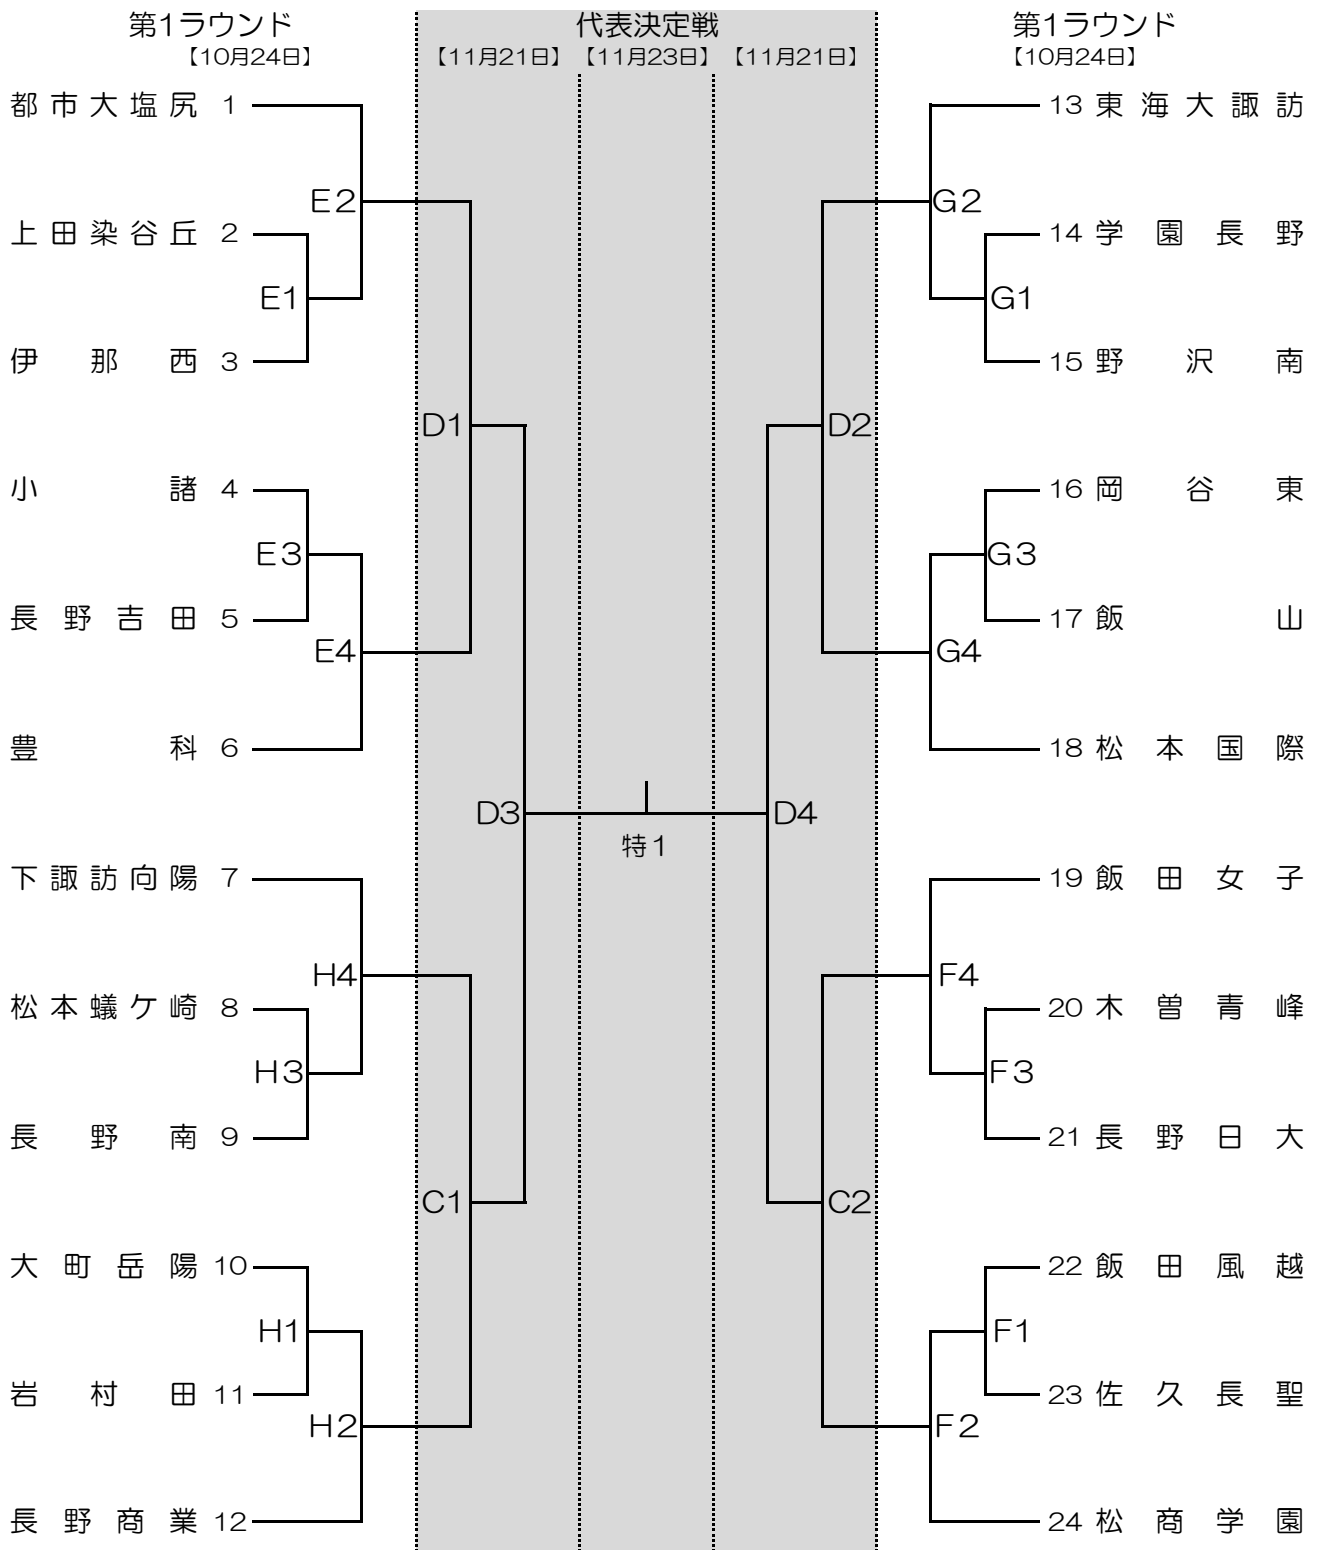 第1ラウンド 代表決定戦 第1ラウンド
【10月24日】 【11月21日】 【11月23日】 【11月21日】 【10月24日】
都市大塩尻 1 13 東海大諏訪
E2 G2
上田染谷丘 2 14 学園長野
E1 G1
伊那西 3 15 野沢南
D1 D2
小諸 4 16 岡谷東
E3 G3
長野吉田 5 17 飯山
E4 G4
豊科 6 18 松本国際
D3 D4
特1
下諏訪向陽 7 19 飯田女子
H4 F4
松本蟻ケ崎 8 20 木曽青峰
H3 F3
長野南 9 21 長野日大
C1 C2
大町岳陽 10 22 飯田風越
H1 F1
岩村田 11 23 佐久長聖
H2 F2
長野商業 12 24 松商学園